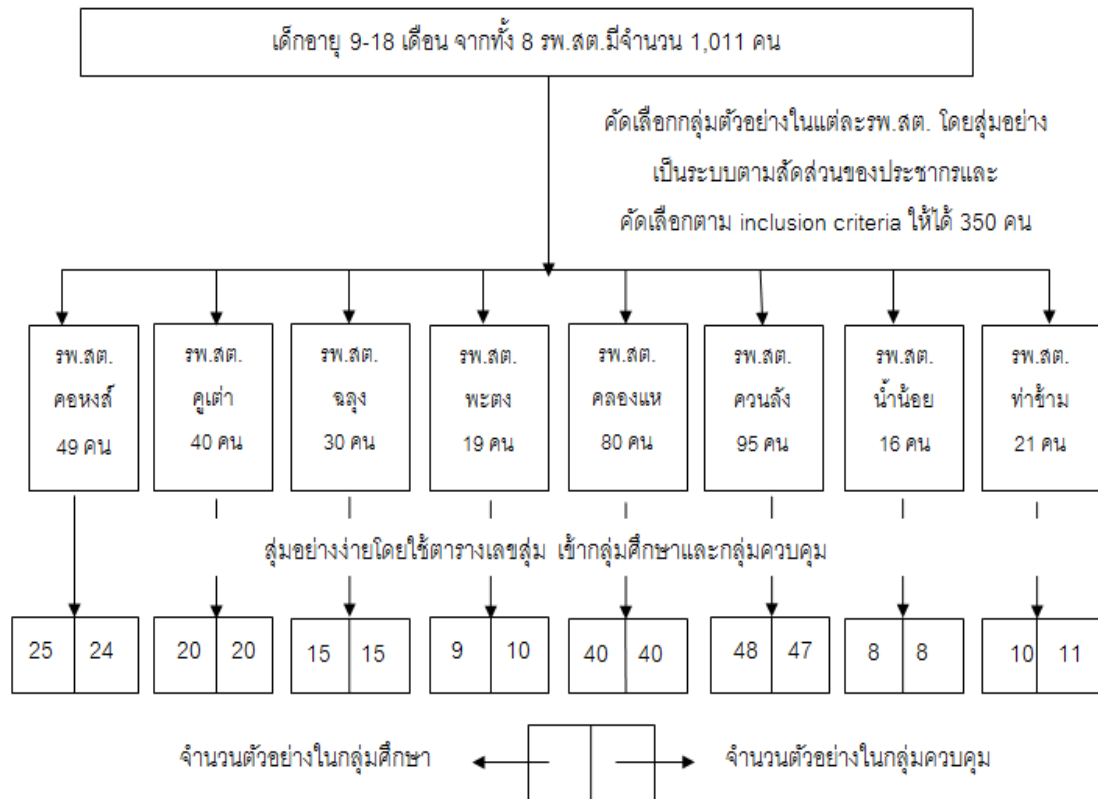 เด็กอายุ 9-18 เดือน จากทั้ง 8 รพ.สต.มีจำนวน 1,011 คน
คัดเลือกกลุ่มตัวอย่างในแต่ละรพ.สต. โดยสุ่มอย่าง
เป็นระบบตามสัดส่วนของประชากรและ
คัดเลือกตาม inclusion criteria ให้ได้ 350 คน
รพ.สต.
คอหงส์
49 คน
รพ.สต.
คูเต่า
40 คน
รพ.สต.
ฉลุง
30 คน
รพ.สต.
พะตง
19 คน
รพ.สต.
คลองแห
80 คน
รพ.สต.
ควนลัง
95 คน
รพ.สต.
น้ำน้อย
16 คน
รพ.สต.
ท่าช้าม
21 คน
สุ่มอย่างง่ายโดยใช้ตารางเลขสุ่ม เข้ากลุ่มศึกษาและกลุ่มควบคุม
25 24
20 20
15 15
9 10
40 40
48 47
8 8
10 11
จำนวนตัวอย่างในกลุ่มศึกษา
จำนวนตัวอย่างในกลุ่มควบคุม